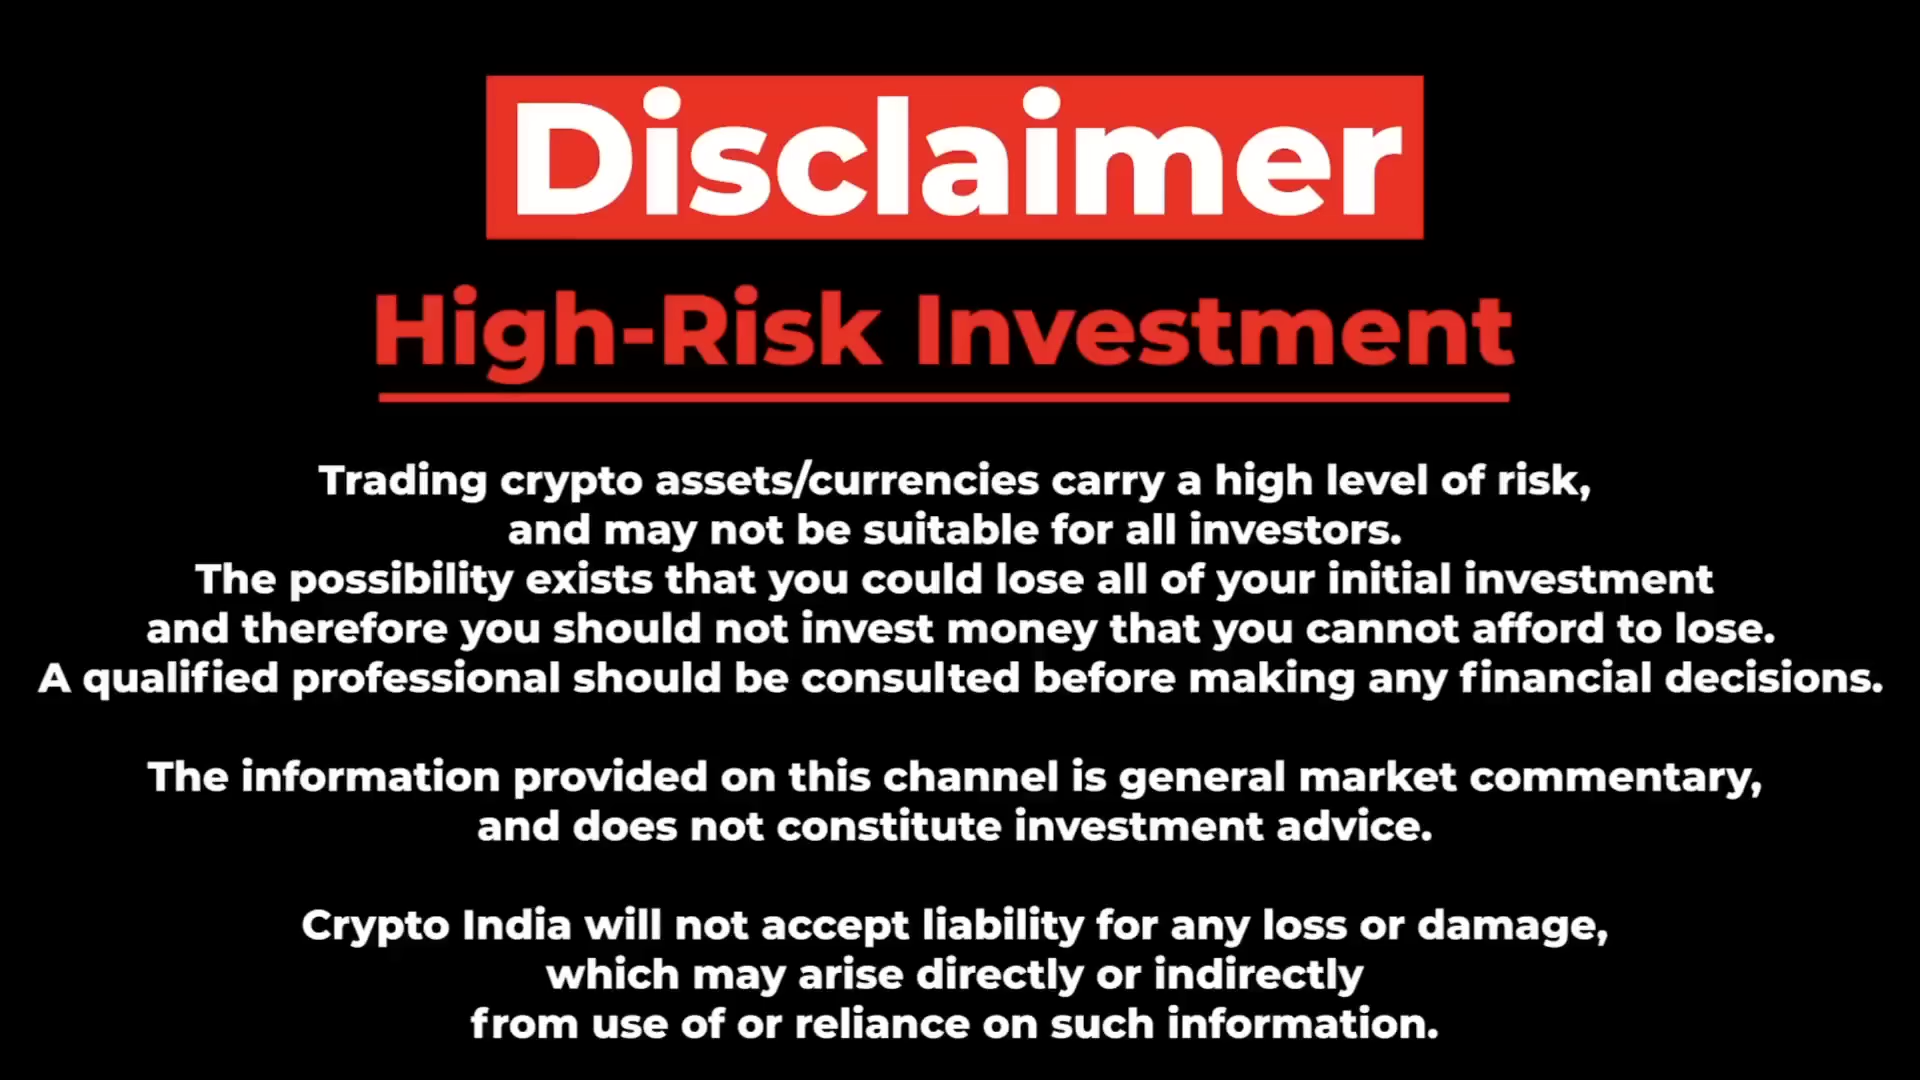 Disclaimer
High-Risk Investment
Trading crypto assets/currencies carry a high level of risk,
and may not be suitable for all investors.
The possibility exists that you could lose all of your initial investment
and therefore you should not invest money that you cannot afford to lose.
A qualified professional should be consulted before making any financial decisions.
The information provided on this channel is general market commentary,
and does not constitute investment advice.
Crypto India will not accept liability for any loss or damage,
which may arise directly or indirectly
from use of or reliance on such information.